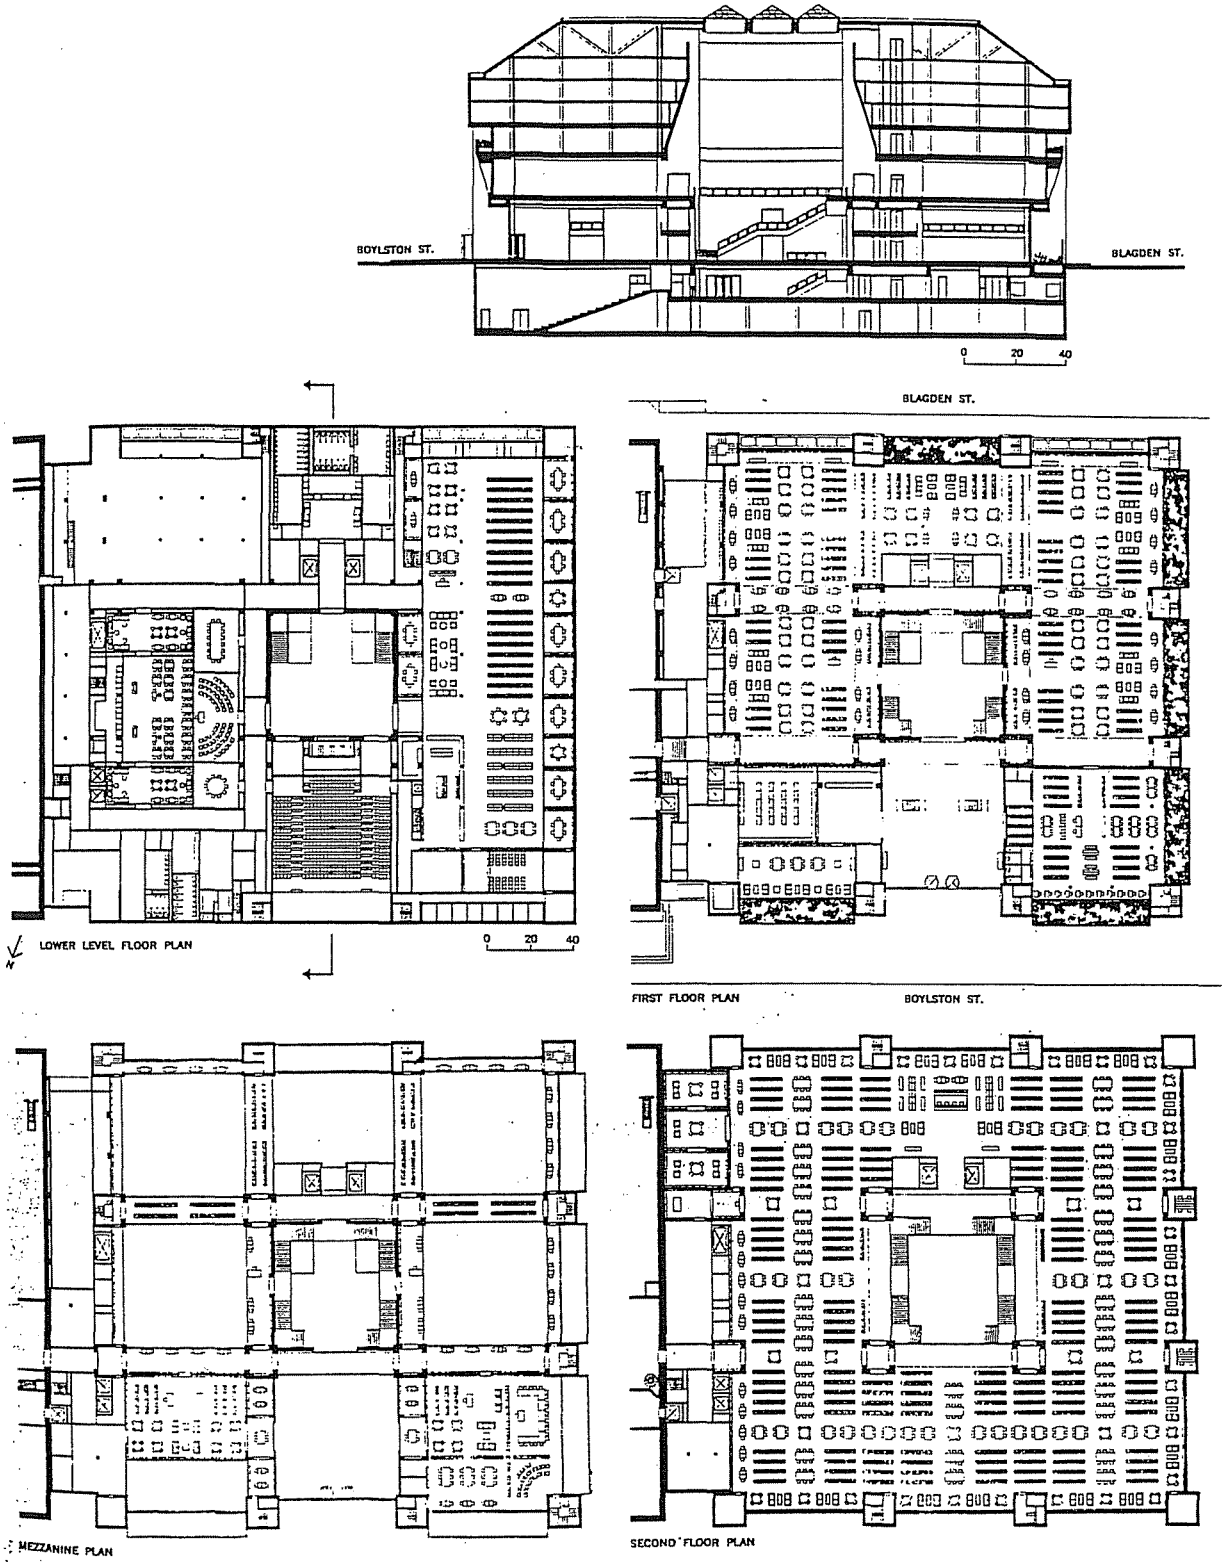 BOYLSTON ST.
BLAGDEN ST.
0 20 40
BLAGDEN ST.
N
LOWER LEVEL FLOOR PLAN
0 20 40
FIRST FLOOR PLAN
BOYLSTON ST.
MEZZANINE PLAN
SECOND FLOOR PLAN